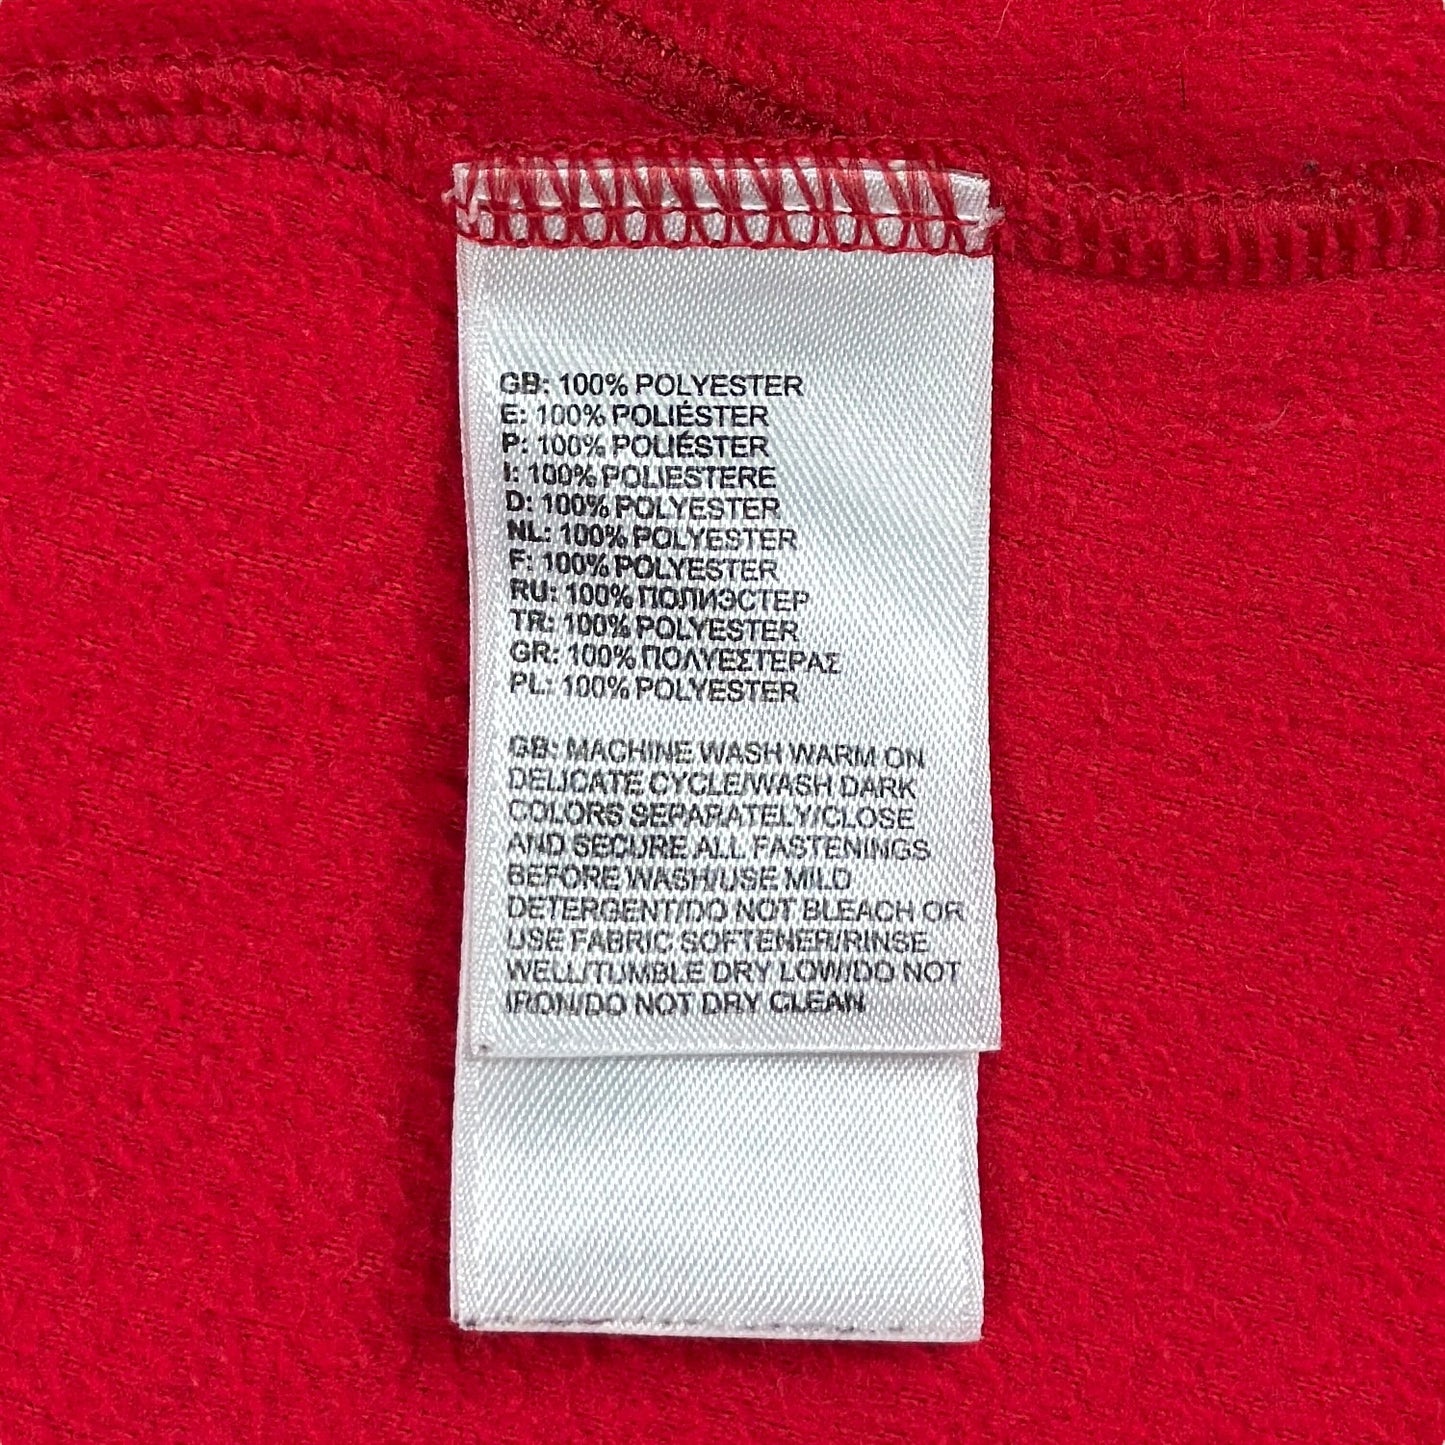 GB: 100% POLYESTER
E: 100% POLIÉSTER
P: 100% POLIÉSTER
I: 100% POLIESTERE
D: 100% POLYESTER
NL: 100% POLYESTER
F: 100% POLYESTER
RU: 100% ПОЛИЭСТЕР
TR: 100% POLYESTER
GR: 100% ΠΟΛΥΕΣΤΕΡΑΣ
PL: 100% POLYESTER
GB: MACHINE WASH WARM ON
DELICATE CYCLE/WASH DARK
COLORS SEPARATELY/CLOSE
AND SECURE ALL FASTENINGS
BEFORE WASH/USE MILD
DETERGENT/DO NOT BLEACH OR
USE FABRIC SOFTENER/RINSE
WELL/TUMBLE DRY LOW/DO NOT
IRON/DO NOT DRY CLEAN